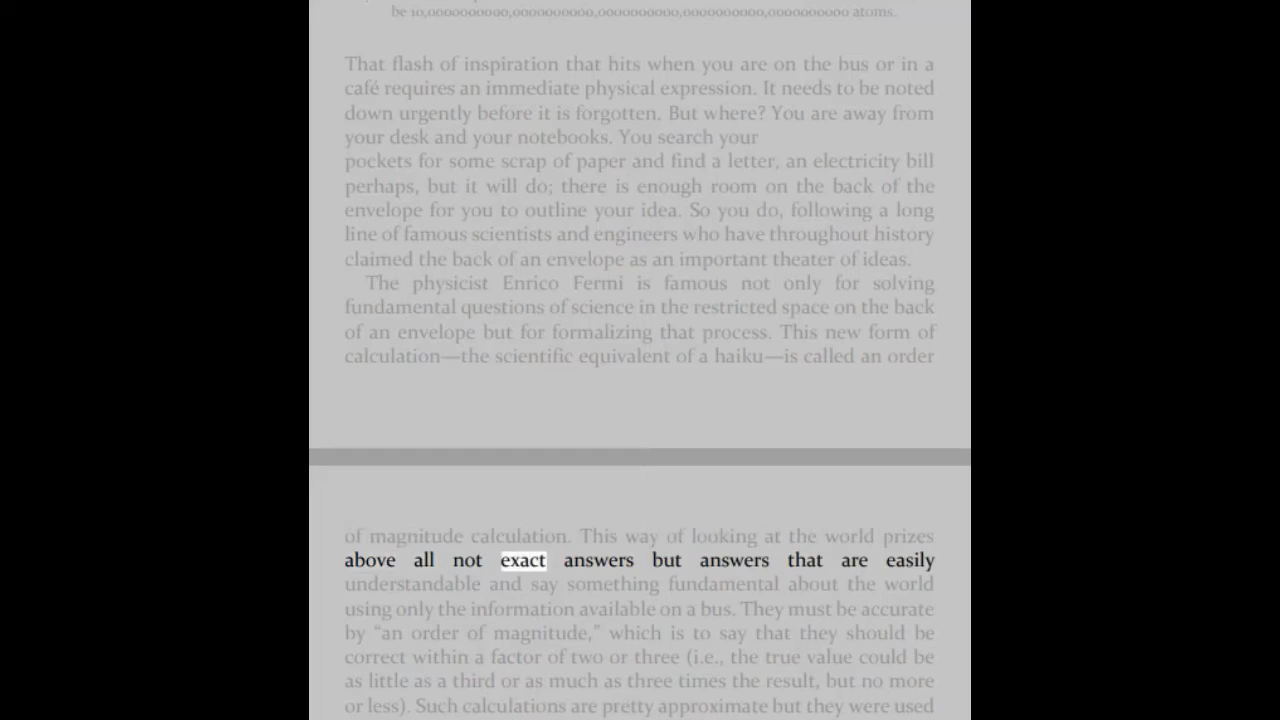 be 10,0000000000,0000000000,0000000000,0000000000,0000000000 atoms.
That flash of inspiration that hits when you are on the bus or in a
café requires an immediate physical expression. It needs to be noted
down urgently before it is forgotten. But where? You are away from
your desk and your notebooks. You search your
pockets for some scrap of paper and find a letter, an electricity bill
perhaps, but it will do; there is enough room on the back of the
envelope for you to outline your idea. So you do, following a long
line of famous scientists and engineers who have throughout history
claimed the back of an envelope as an important theater of ideas.
The physicist Enrico Fermi is famous not only for solving
fundamental questions of science in the restricted space on the back
of an envelope but for formalizing that process. This new form of
calculation—the scientific equivalent of a haiku—is called an order
of magnitude calculation. This way of looking at the world prizes
above all not exact answers but answers that are easily
understandable and say something fundamental about the world
using only the information available on a bus. They must be accurate
by “an order of magnitude,” which is to say that they should be
correct within a factor of two or three (i.e., the true value could be
as little as a third or as much as three times the result, but no more
or less). Such calculations are pretty approximate but they were used